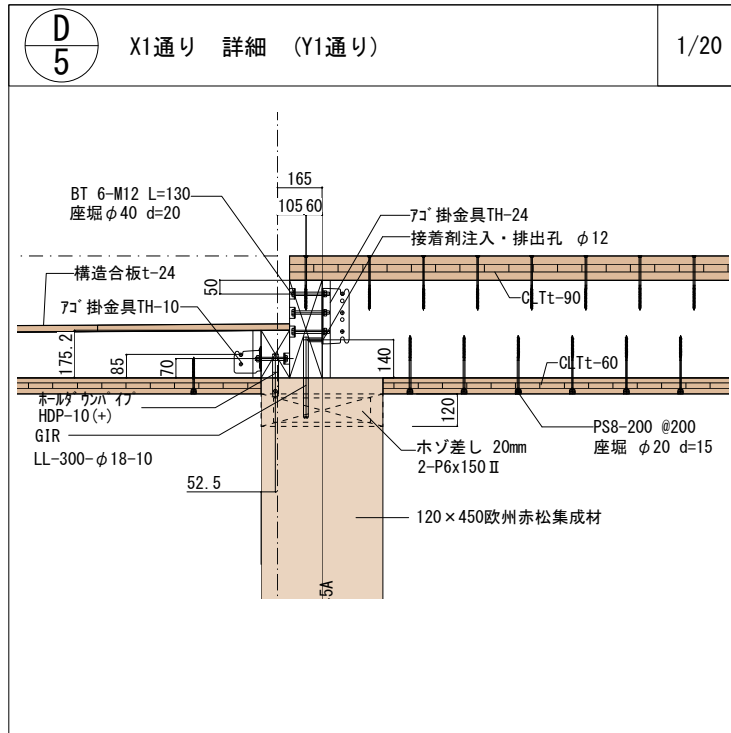 D
5
X1通り 詳細 (Y1通り)
1/20
165
105 60
BT 6-M12 L=130
座堀φ40 d=20
ｱｺﾞ掛金具TH-24
接着剤注入・排出孔 φ12
構造合板t-24
50
ｱｺﾞ掛金具TH-10
CLTt-90
175.2
85
70
140
CLTt-60
ﾎｰﾙﾀﾞｳﾝﾊﾟｲﾌﾟ
HDP-10(+)
GIR
LL-300-φ18-10
120
PS8-200 @200
座堀 φ20 d=15
ホゾ差し 20mm
2-P6x150Ⅱ
52.5
120×450欧州赤松集成材
5A